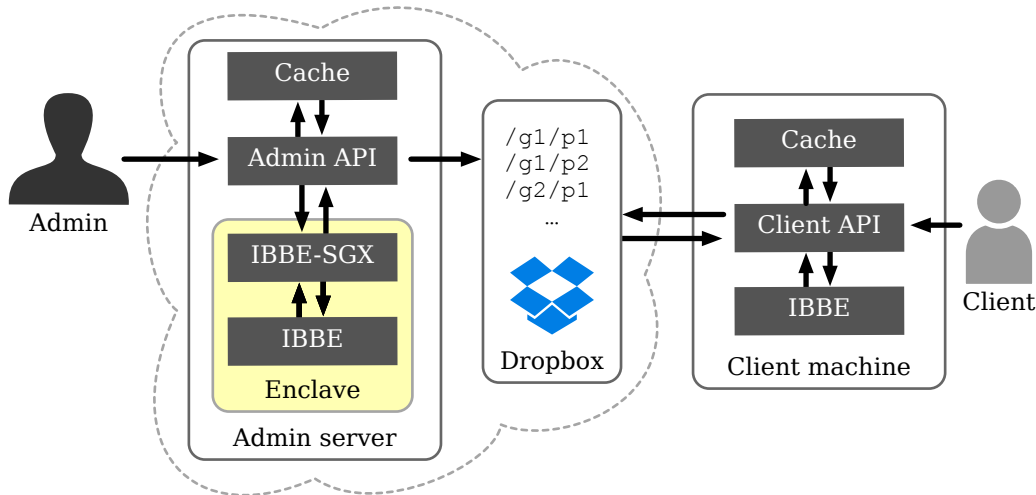 Admin
Cache
Admin API
IBBE-SGX
IBBE
Enclave
Admin server
/g1/p1
/g1/p2
/g2/p1
…
Dropbox
Cache
Client API
IBBE
Client machine
Client